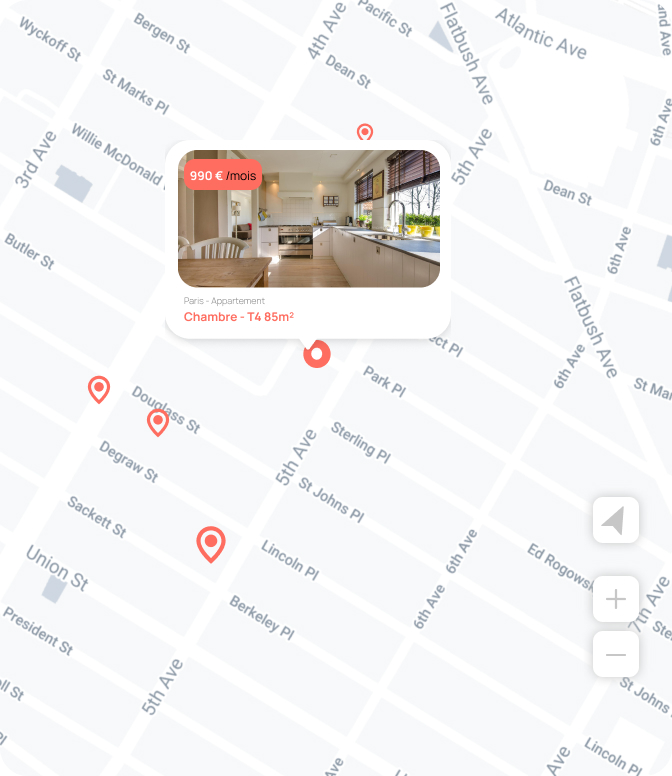 Pacific St
Atlantic Ave
Flatbush Ave
4th Ave
Wyckoff St
Bergen St
Dean St
St Marks Pl
6th Ave
Willie McDonald
3rd Ave
5th Ave
990 € /mois
Dean St
Butler St
6th Ave
Paris - Appartement
Chambre - T4 85m²
Flatbush Ave
ect Pl
6th Ave
Park Pl
St Mar
Douglass St
Sterling Pl
5th Ave
Degraw St
St Johns Pl
Sackett St
Lincoln Pl
6th Ave
Ed Rogows
Union St
6th Ave
7th Ave
Berkeley Pl
President St
Ste
5th Ave
St Johns
oll St
Lincoln Pl
Ave
Ave